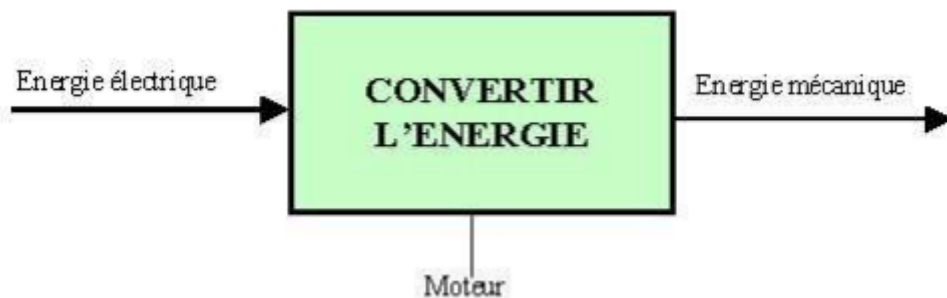 Energie électrique
CONVERTIR
L'ENERGIE
Energie mécanique
Moteur